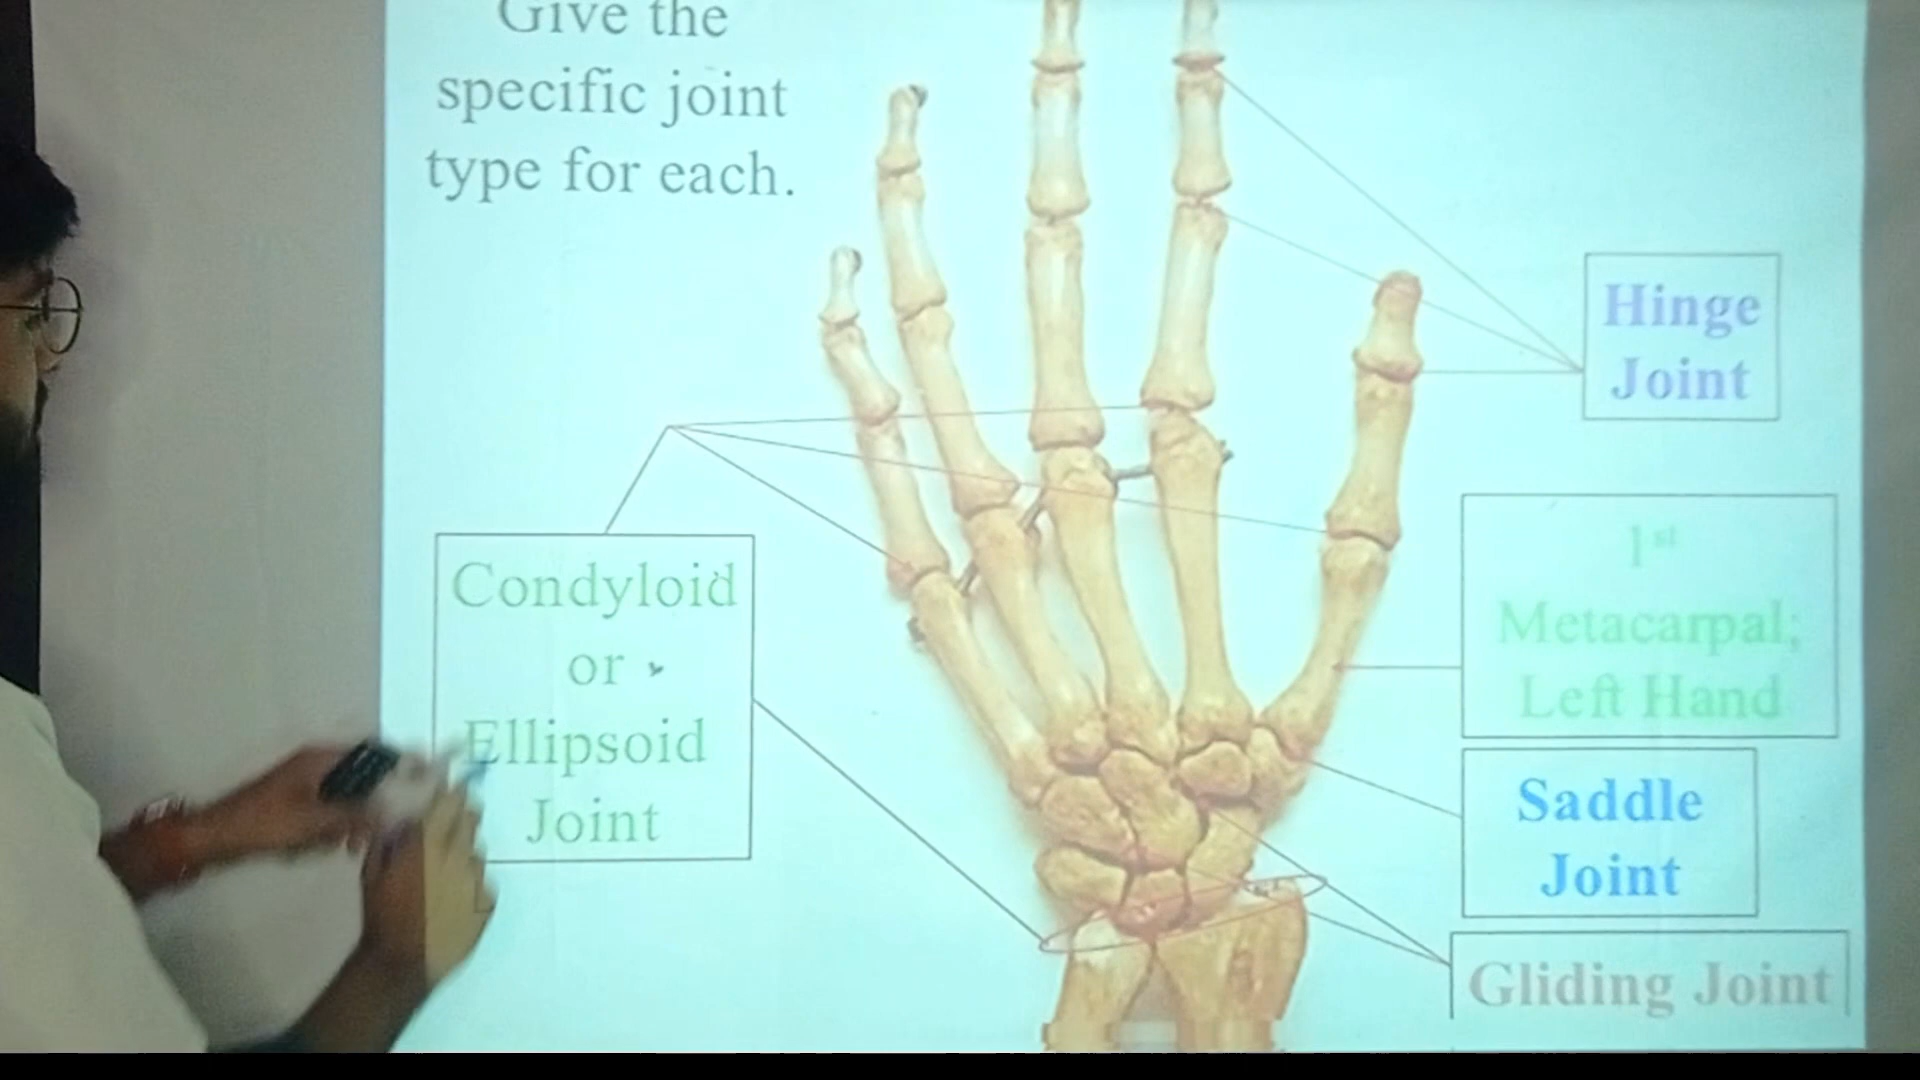 Give the
specific joint
type for each.
Hinge
Joint
Condyloid
or
Ellipsoid
Joint
1st
Metacarpal;
Left Hand
Saddle
Joint
Gliding Joint